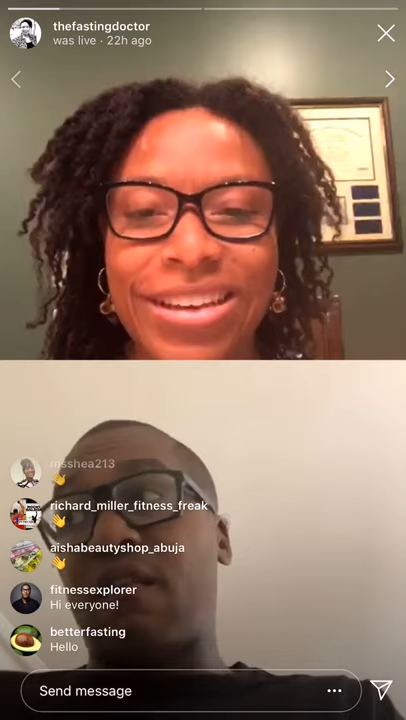 thefastingdoctor
was live · 22h ago
msshea213
👋
richard_miller_fitness_freak
👋
aishabeautyshop_abuja
👋
fitnessexplorer
Hi everyone!
betterfasting
Hello
Send message